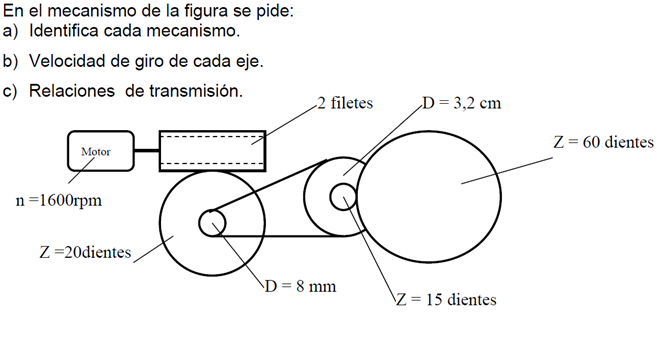 En el mecanismo de la figura se pide:
a) Identifica cada mecanismo.
b) Velocidad de giro de cada eje.
c) Relaciones de transmisión.
2 filetes
D = 3,2 cm
Motor
Z = 60 dientes
n =1600rpm
Z =20dientes
D = 8 mm
Z = 15 dientes